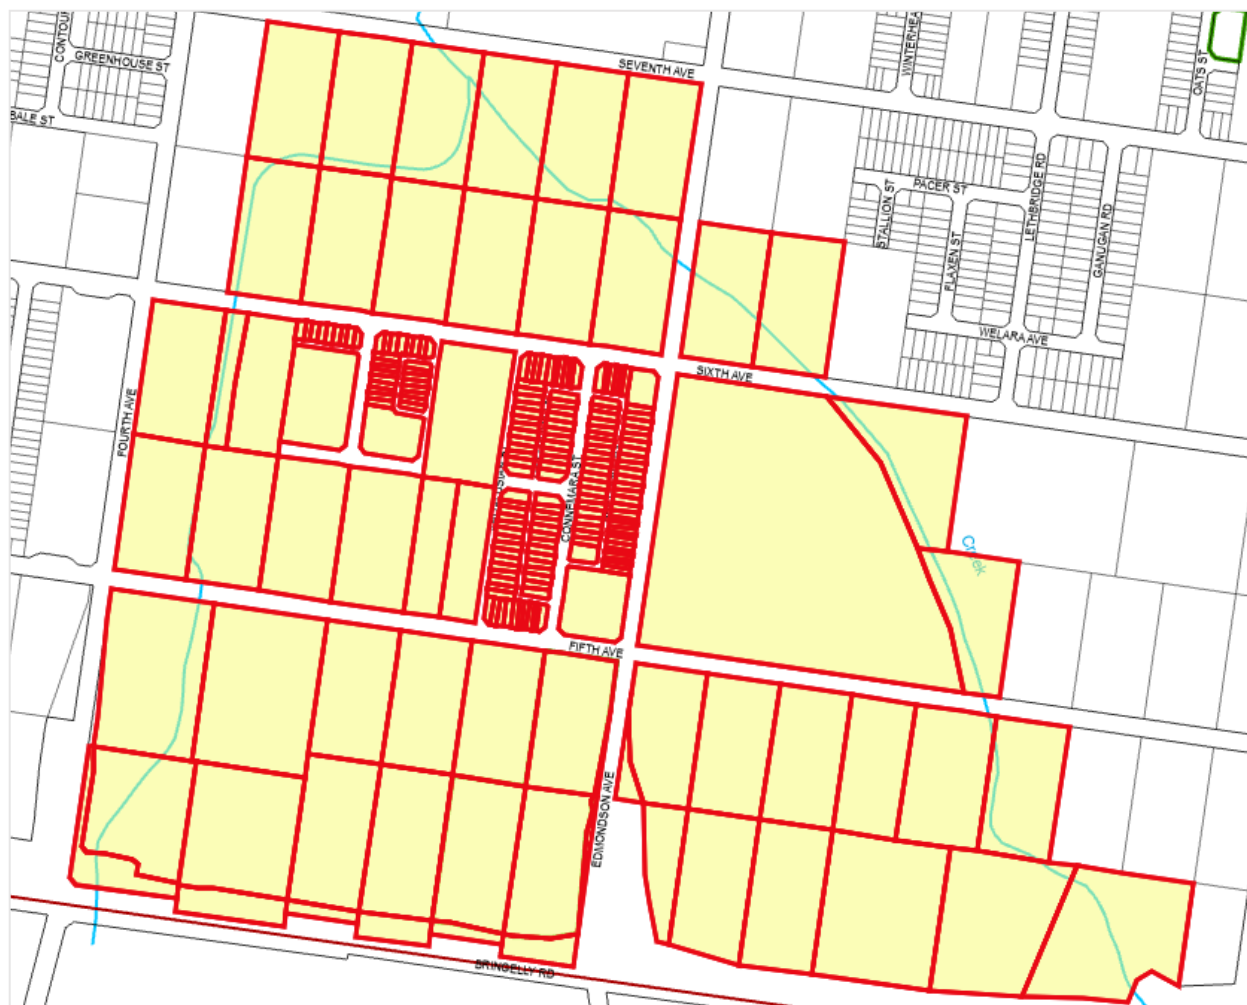 CONTOUR
GREENHOUSE ST
BALE ST
SEVENTH AVE
OATS ST
PACER ST
STALLION ST
FLAXEN ST
LETHBRIDGE RD
GANUGAN RD
WELARA AVE
SIXTH AVE
FOURTH AVE
CONNEMARA ST
Creek
FIFTH AVE
EDMONDSON AVE
BRINGELLY RD